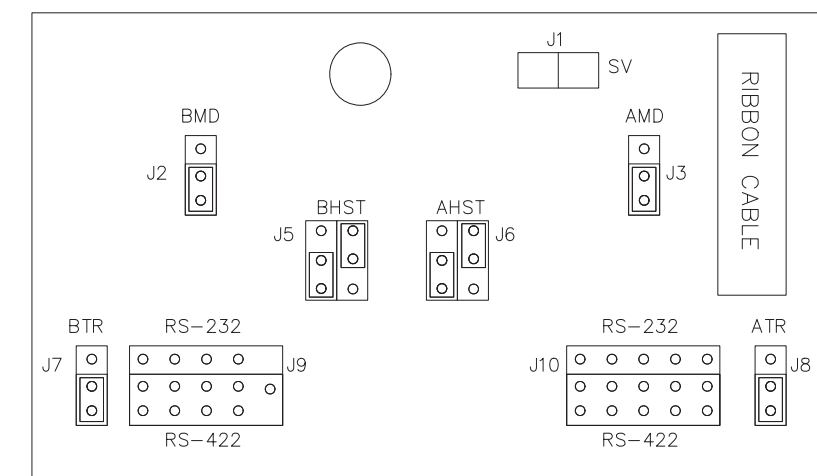 J1
SV
RIBBON CABLE
BMD
J2
AMD
J3
BHST
J5
AHST
J6
BTR
J7
RS-232
J9
RS-422
RS-232
J10
RS-422
ATR
J8